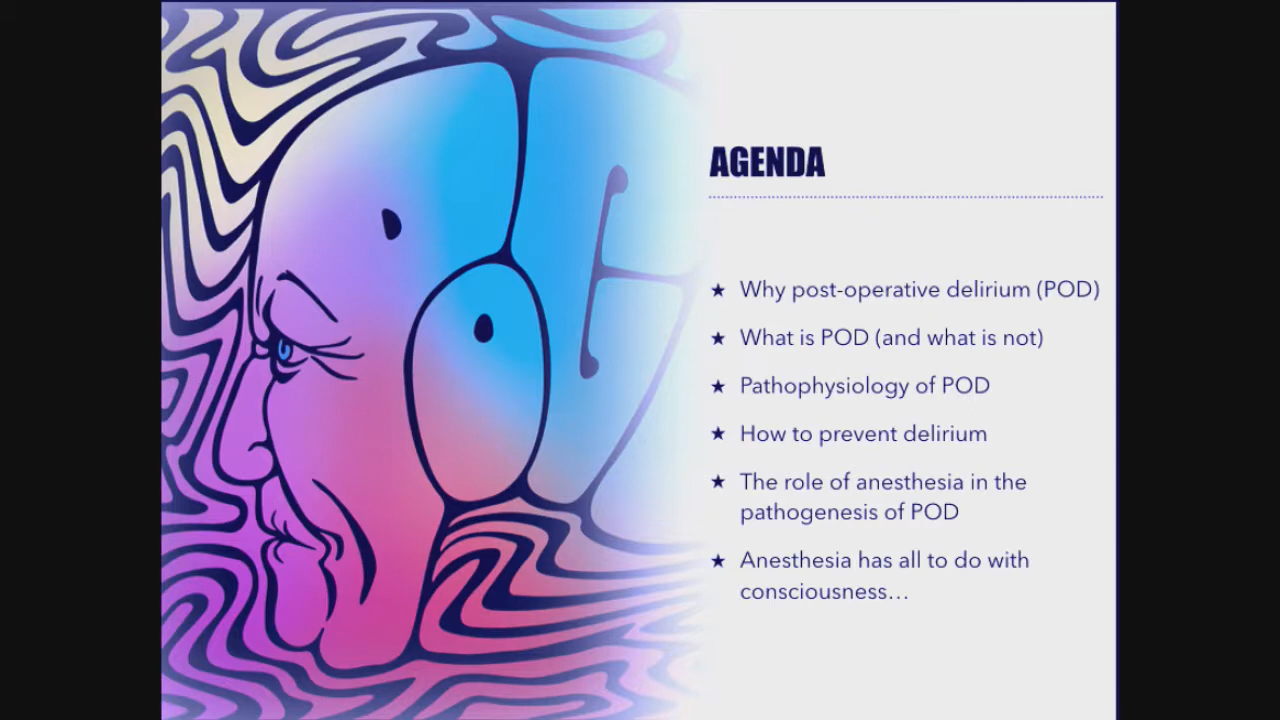 AGENDA
★ Why post-operative delirium (POD)
★ What is POD (and what is not)
★ Pathophysiology of POD
★ How to prevent delirium
★ The role of anesthesia in the
pathogenesis of POD
★ Anesthesia has all to do with
consciousness…